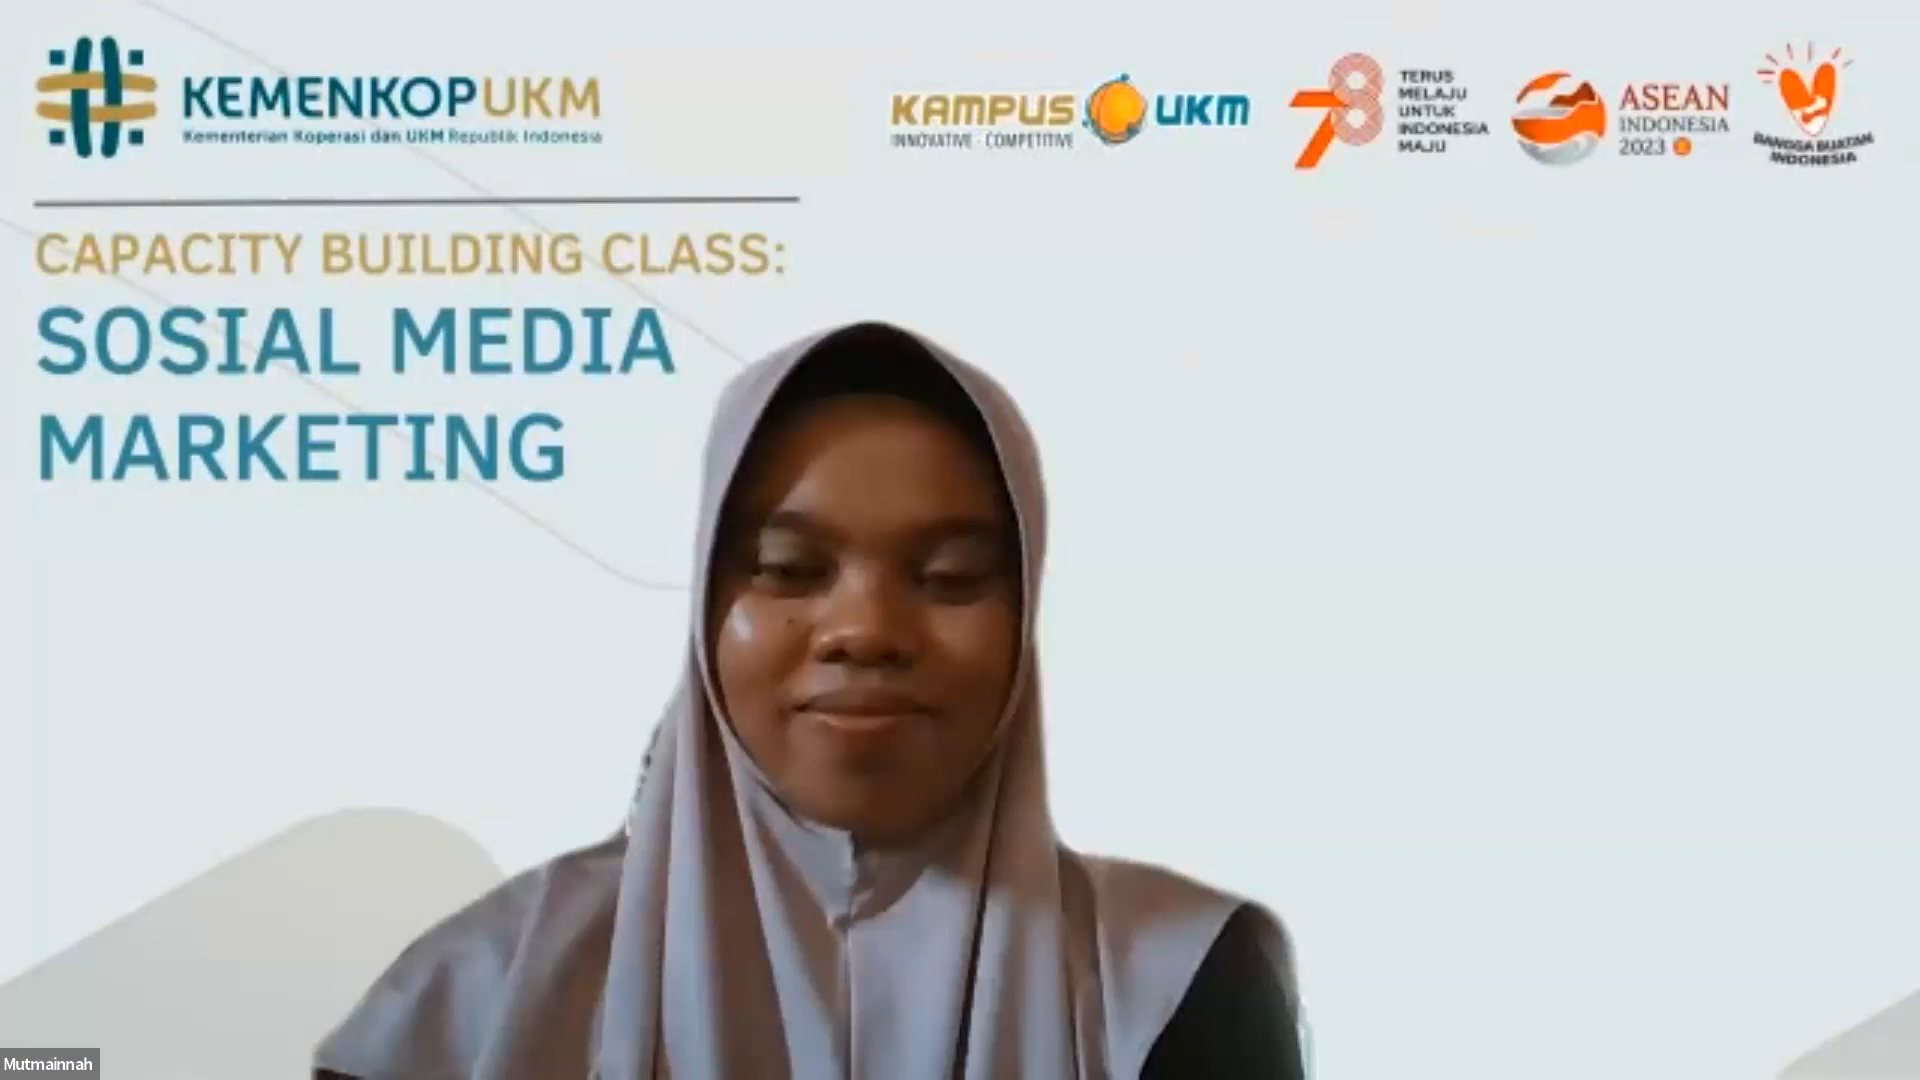 KEMENKOPUKM
Kementerian Koperasi dan UKM Republik Indonesia
KAMPUS UKM
INNOVATIVE - COMPETITIVE
78
TERUS
MELAJU
UNTUK
INDONESIA
MAJU
ASEAN
INDONESIA
2023
BANGGA BUATAN
INDONESIA
CAPACITY BUILDING CLASS:
SOSIAL MEDIA
MARKETING
Mutmainnah